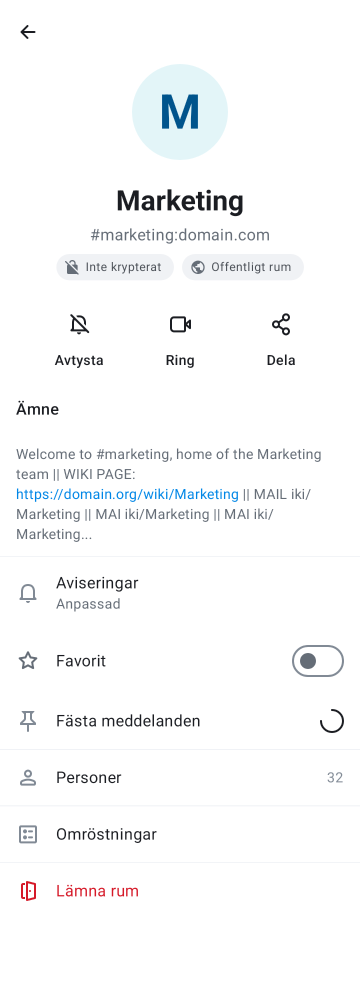 M
Marketing
#marketing:domain.com
Inte krypterat
Offentligt rum
Avtysta
Ring
Dela
Ämne
Welcome to #marketing, home of the Marketing
team || WIKI PAGE:
https://domain.org/wiki/Marketing || MAIL iki/
Marketing || MAI iki/Marketing || MAI iki/
Marketing...
Aviseringar
Anpassad
Favorit
Fästa meddelanden
Personer 32
Omröstningar
Lämna rum